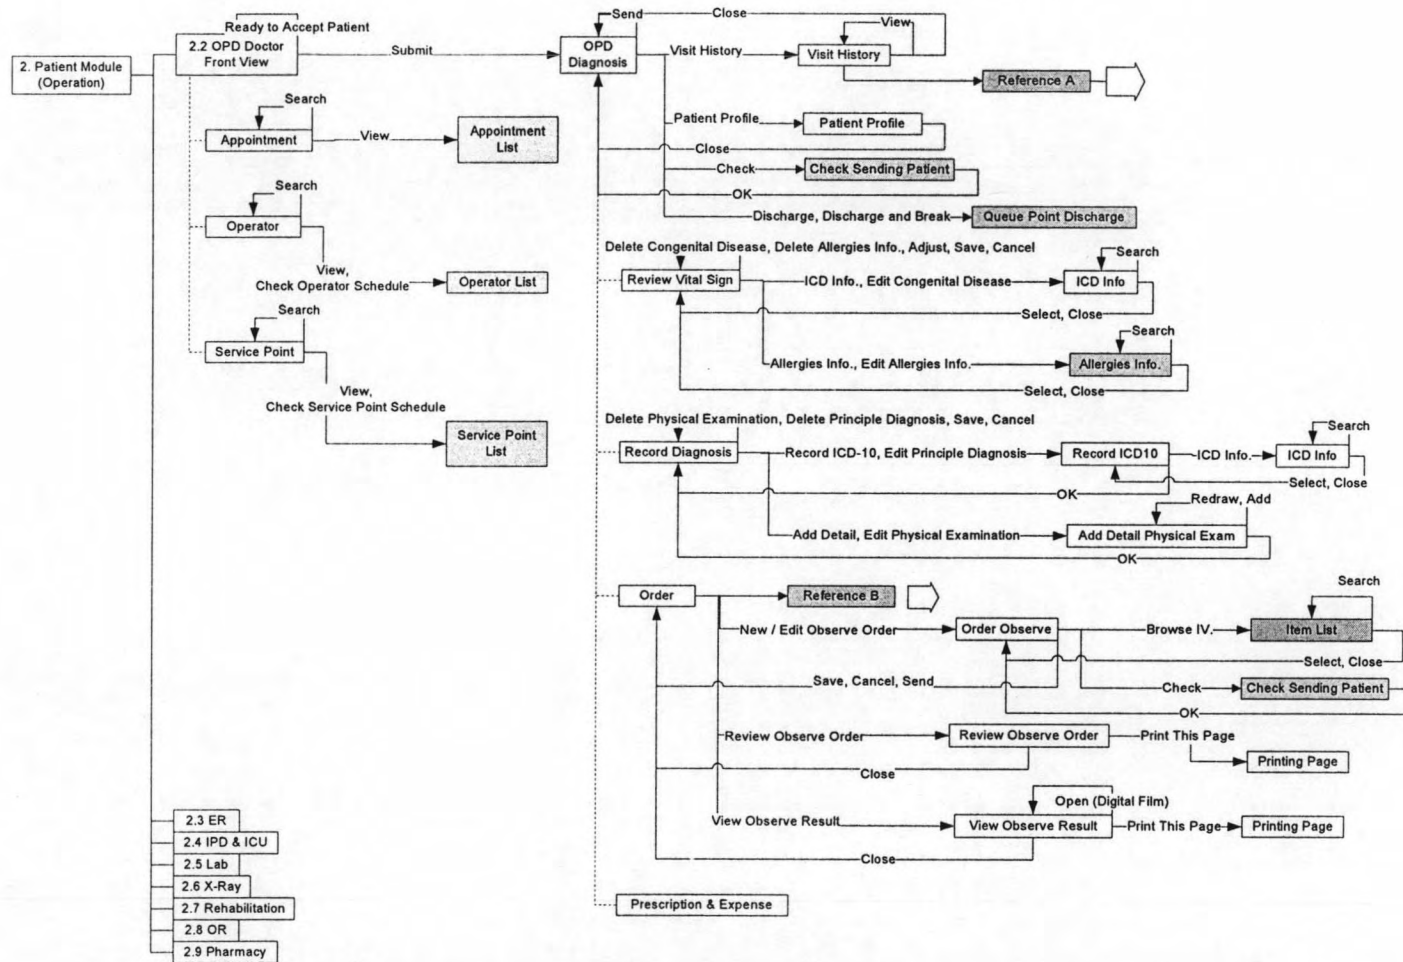 Ready to Accept Patient
2. Patient Module
(Operation)
2.2 OPD Doctor
Front View
Submit
Search
Appointment
View
Appointment
List
Search
Operator
View,
Check Operator Schedule
Operator List
Search
Service Point
View,
Check Service Point Schedule
Service Point
List
2.3 ER
2.4 IPD & ICU
2.5 Lab
2.6 X-Ray
2.7 Rehabilitation
2.8 OR
2.9 Pharmacy
Send
Close
OPD
Diagnosis
Visit History
View
Visit History
Reference A
Patient Profile
Patient Profile
Close
Check
Check Sending Patient
OK
Discharge, Discharge and Break
Queue Point Discharge
Delete Congenital Disease, Delete Allergies Info., Adjust, Save, Cancel
Review Vital Sign
ICD Info., Edit Congenital Disease
Search
ICD Info
Select, Close
Search
Allergies Info., Edit Allergies Info.
Allergies Info.
Select, Close
Delete Physical Examination, Delete Principle Diagnosis, Save, Cancel
Record Diagnosis
Record ICD-10, Edit Principle Diagnosis
Record ICD10
ICD Info.
Search
ICD Info
Select, Close
OK
Redraw, Add
Add Detail, Edit Physical Examination
Add Detail Physical Exam
OK
Order
Reference B
Search
New / Edit Observe Order
Order Observe
Browse IV.
Item List
Select, Close
Save, Cancel, Send
Check
Check Sending Patient
OK
Review Observe Order
Review Observe Order
Print This Page
Printing Page
Close
Open (Digital Film)
View Observe Result
View Observe Result
Print This Page
Printing Page
Close
Prescription & Expense